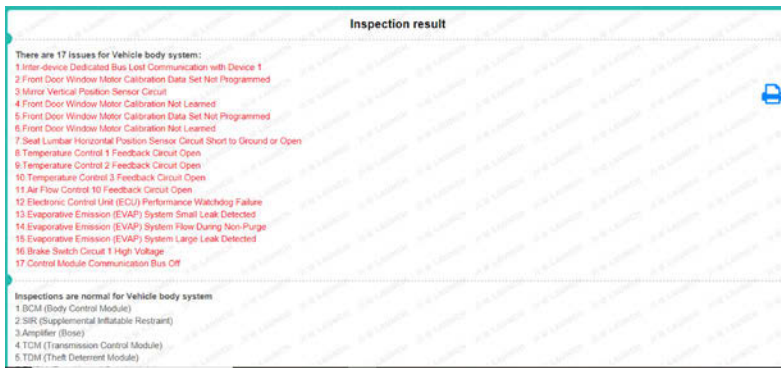 Inspection result
There are 17 issues for Vehicle body system:
1.Inter-device Dedicated Bus Lost Communication with Device 1
2.Front Door Window Motor Calibration Data Set Not Programmed
3.Mirror Vertical Position Sensor Circuit
4.Front Door Window Motor Calibration Not Learned
5.Front Door Window Motor Calibration Data Set Not Programmed
6.Front Door Window Motor Calibration Not Learned
7.Seat Lumbar Horizontal Position Sensor Circuit Short to Ground or Open
8.Temperature Control 1 Feedback Circuit Open
9.Temperature Control 2 Feedback Circuit Open
10.Temperature Control 3 Feedback Circuit Open
11.Air Flow Control 10 Feedback Circuit Open
12.Electronic Control Unit (ECU) Performance Watchdog Failure
13.Evaporative Emission (EVAP) System Small Leak Detected
14.Evaporative Emission (EVAP) System Flow During Non-Purge
15.Evaporative Emission (EVAP) System Large Leak Detected
16.Brake Switch Circuit 1 High Voltage
17.Control Module Communication Bus Off
Inspections are normal for Vehicle body system
1.BCM (Body Control Module)
2.SIR (Supplemental Inflatable Restraint)
3.Amplifier (Bose)
4.TCM (Transmission Control Module)
5.TDM (Theft Deterrent Module)